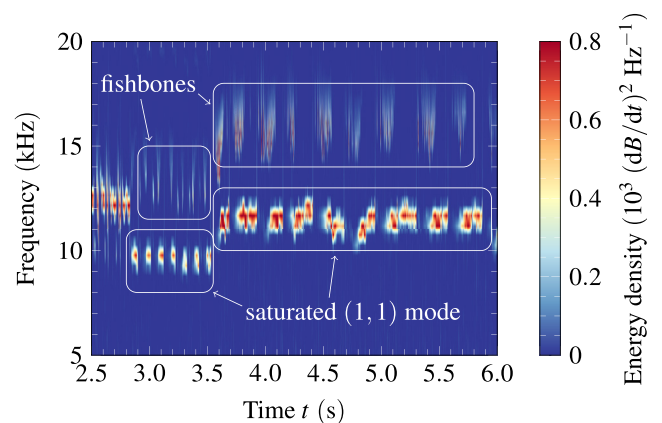 20
15
10
5
Frequency (kHz)
fishbones
saturated (1, 1) mode
2.5 3.0 3.5 4.0 4.5 5.0 5.5 6.0
Time t (s)
0.8
0.6
0.4
0.2
0
Energy density (10³ (dB/dt)² Hz⁻¹)